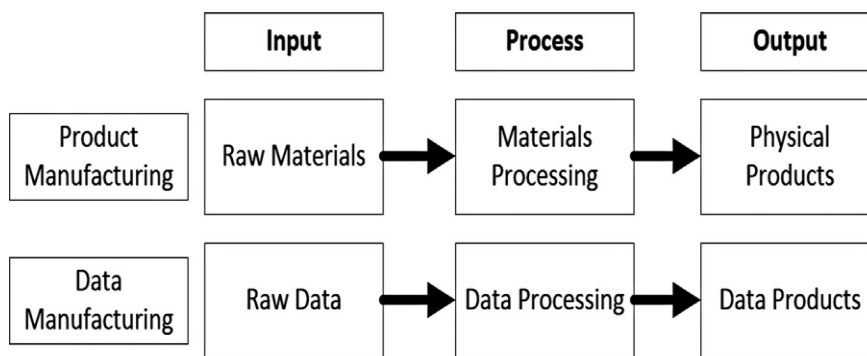 Input
Process
Output
Product
Manufacturing
Raw Materials
Materials
Processing
Physical
Products
Data
Manufacturing
Raw Data
Data Processing
Data Products